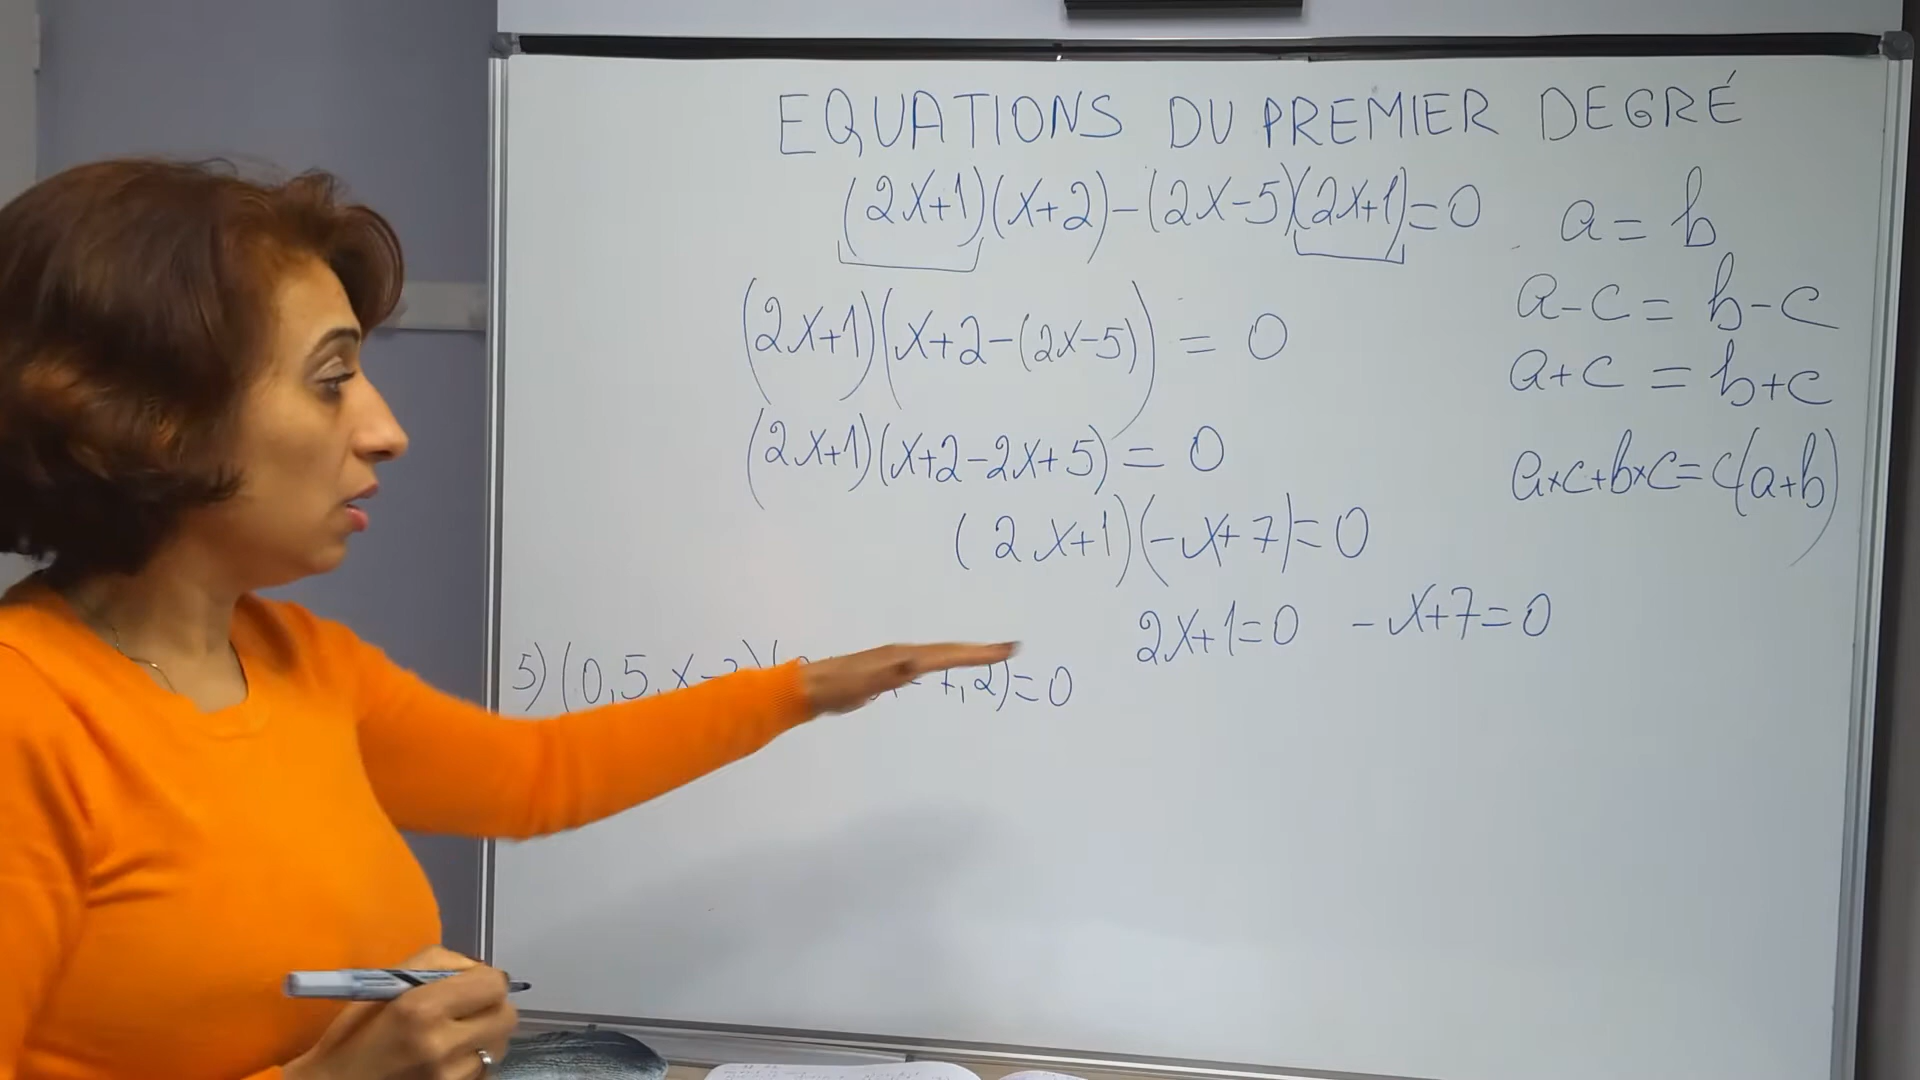 EQUATIONS DU PREMIER DEGRÉ
(2x+1)(x+2)-(2x-5)(2x+1)=0
(2x+1)(x+2-(2x-5)) = 0
(2x+1)(x+2-2x+5) = 0
(2x+1)(-x+7)=0
2x+1=0 -x+7=0
5) (0,5 x ,2)=0
a = b
a-c = b-c
a+c = b+c
a×c+b×c=c(a+b)